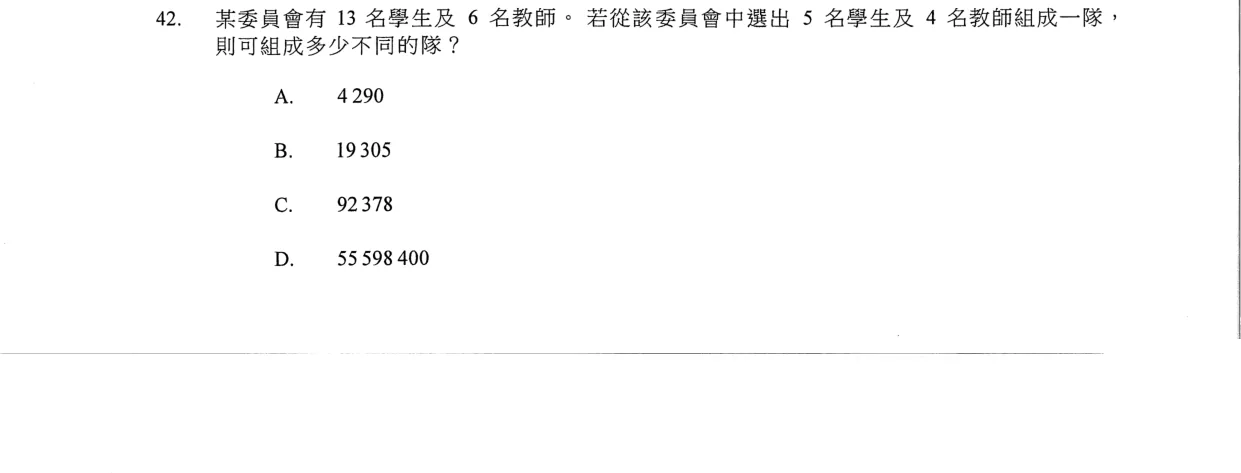 42. 某委員會有 13 名學生及 6 名教師。若從該委員會中選出 5 名學生及 4 名教師組成一隊，
則可組成多少不同的隊？
A. 4 290
B. 19 305
C. 92 378
D. 55 598 400